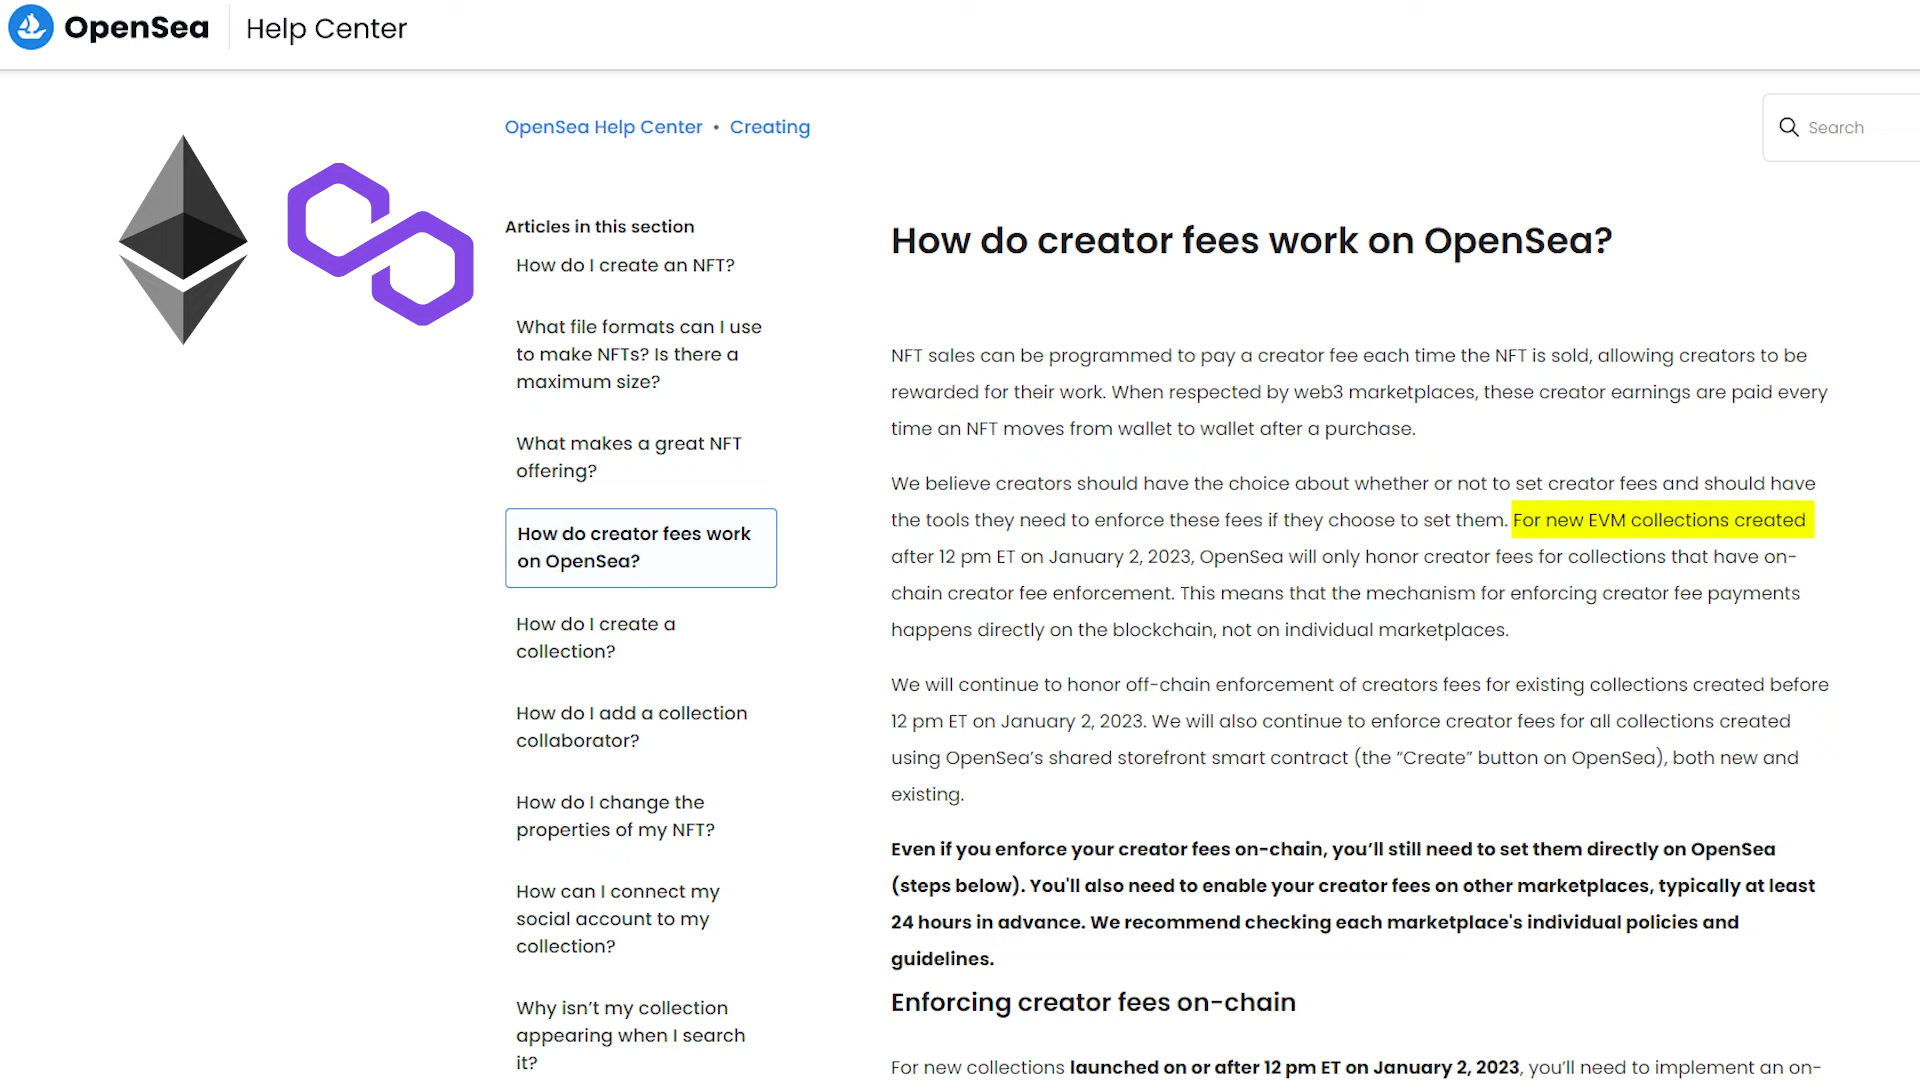 OpenSea Help Center
OpenSea Help Center • Creating
Search
Articles in this section
How do I create an NFT?
What file formats can I use
to make NFTs? Is there a
maximum size?
What makes a great NFT
offering?
How do creator fees work
on OpenSea?
How do I create a
collection?
How do I add a collection
collaborator?
How do I change the
properties of my NFT?
How can I connect my
social account to my
collection?
Why isn’t my collection
appearing when I search
it?
How do creator fees work on OpenSea?
NFT sales can be programmed to pay a creator fee each time the NFT is sold, allowing creators to be
rewarded for their work. When respected by web3 marketplaces, these creator earnings are paid every
time an NFT moves from wallet to wallet after a purchase.
We believe creators should have the choice about whether or not to set creator fees and should have
the tools they need to enforce these fees if they choose to set them. For new EVM collections created
after 12 pm ET on January 2, 2023, OpenSea will only honor creator fees for collections that have on-
chain creator fee enforcement. This means that the mechanism for enforcing creator fee payments
happens directly on the blockchain, not on individual marketplaces.
We will continue to honor off-chain enforcement of creators fees for existing collections created before
12 pm ET on January 2, 2023. We will also continue to enforce creator fees for all collections created
using OpenSea’s shared storefront smart contract (the “Create” button on OpenSea), both new and
existing.
Even if you enforce your creator fees on-chain, you’ll still need to set them directly on OpenSea
(steps below). You'll also need to enable your creator fees on other marketplaces, typically at least
24 hours in advance. We recommend checking each marketplace's individual policies and
guidelines.
Enforcing creator fees on-chain
For new collections launched on or after 12 pm ET on January 2, 2023, you’ll need to implement an on-